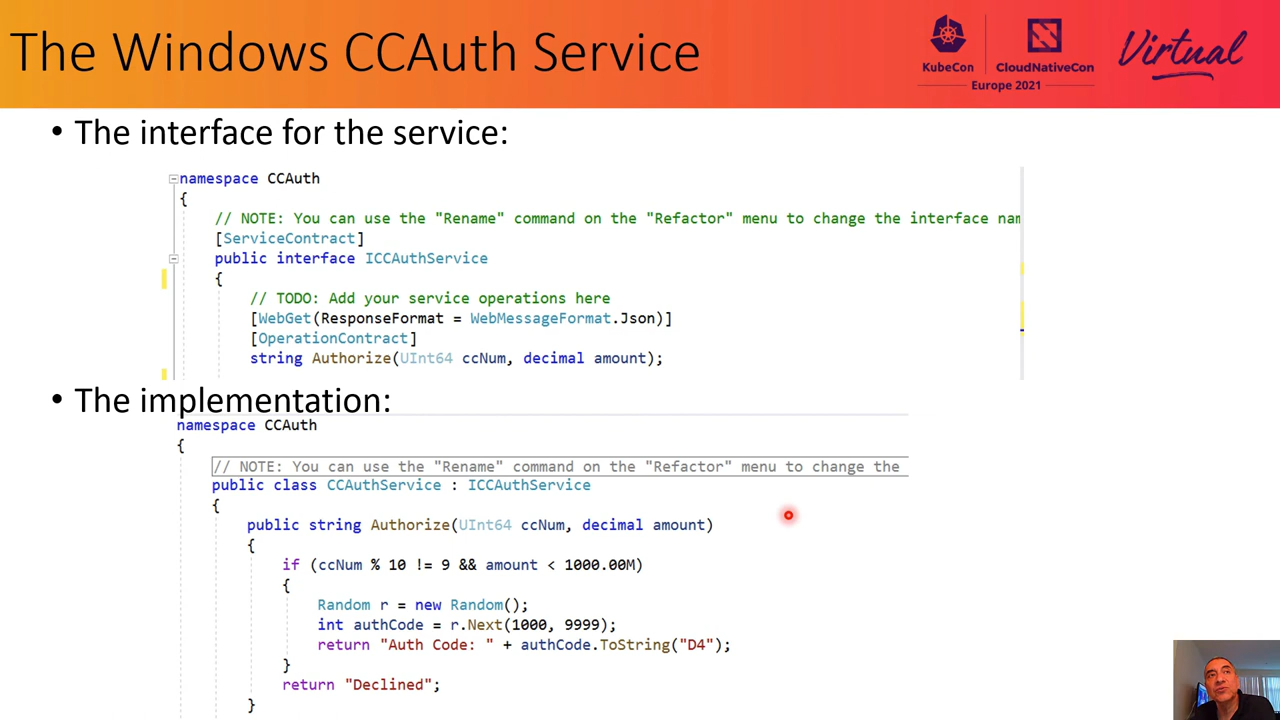 The Windows CCAuth Service
KubeCon
CloudNativeCon
Europe 2021
Virtual
• The interface for the service:
namespace CCAuth
{
// NOTE: You can use the "Rename" command on the "Refactor" menu to change the interface nam
[ServiceContract]
public interface ICCAuthService
{
// TODO: Add your service operations here
[WebGet(ResponseFormat = WebMessageFormat.Json)]
[OperationContract]
string Authorize(UInt64 ccNum, decimal amount);
• The implementation:
namespace CCAuth
{
// NOTE: You can use the "Rename" command on the "Refactor" menu to change the
public class CCAuthService : ICCAuthService
{
public string Authorize(UInt64 ccNum, decimal amount)
{
if (ccNum % 10 != 9 && amount < 1000.00M)
{
Random r = new Random();
int authCode = r.Next(1000, 9999);
return "Auth Code: " + authCode.ToString("D4");
}
return "Declined";
}